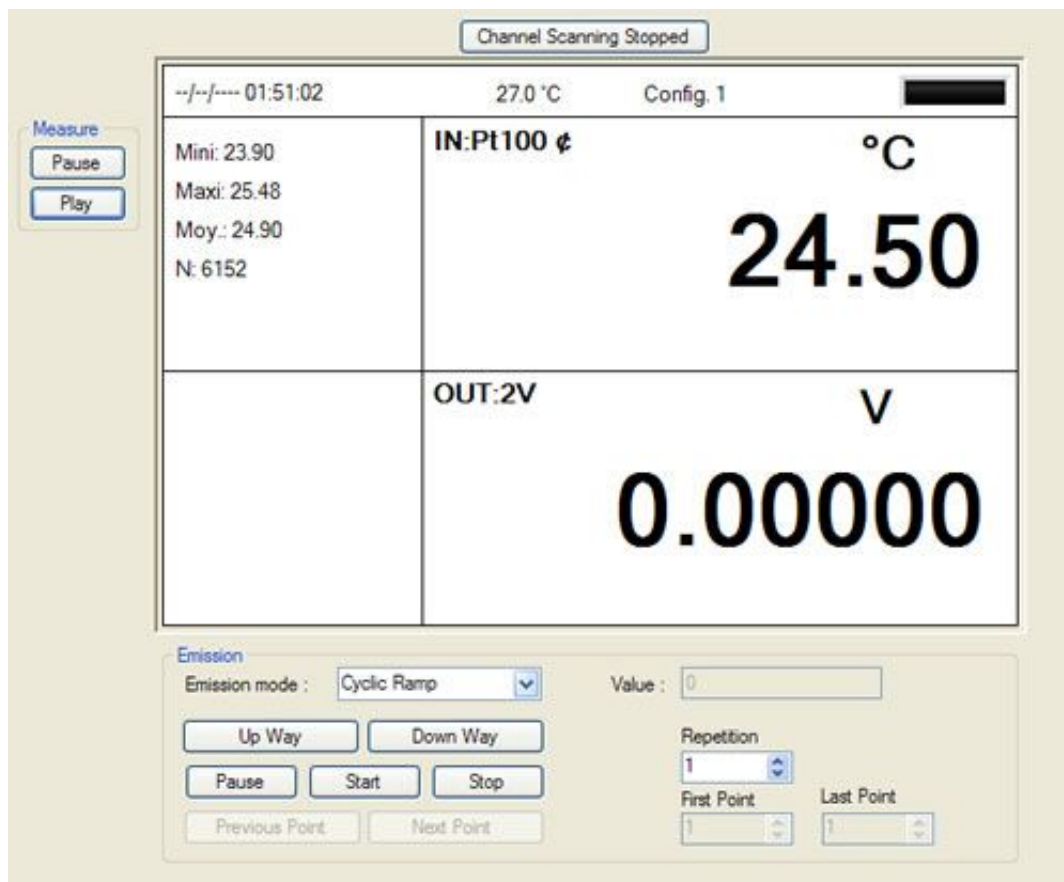 Channel Scanning Stopped
--/--/---- 01:51:02 27.0 °C Config. 1
Measure
Pause
Play
Mini: 23.90
Maxi: 25.48
Moy.: 24.90
N: 6152
IN:Pt100 ¢ °C
24.50
OUT:2V V
0.00000
Emission
Emission mode : Cyclic Ramp Value : 0
Up Way Down Way Repetition
1
Pause Start Stop
First Point Last Point
Previous Point Next Point 1 1